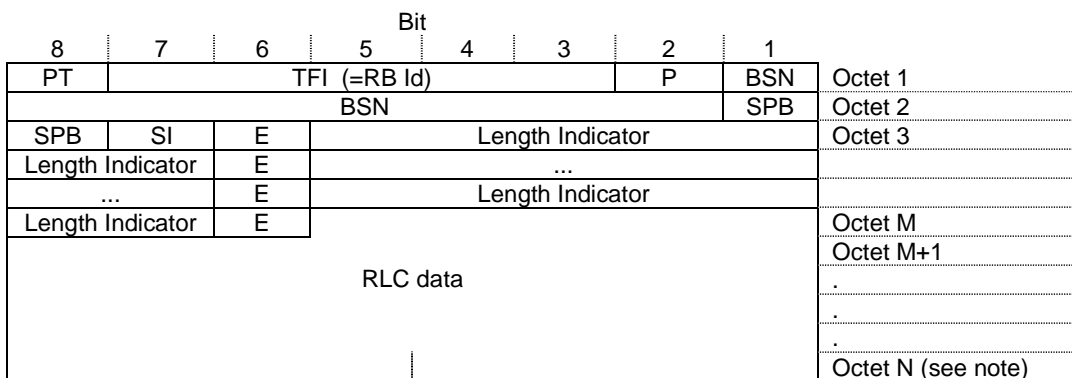 Bit
8 7 6 5 4 3 2 1
PT TFI (=RB Id) P BSN Octet 1
BSN SPB Octet 2
SPB SI E Length Indicator Octet 3
Length Indicator E ...
... E Length Indicator
Length Indicator E Octet M
Octet M+1
RLC data .
.
.
Octet N (see note)